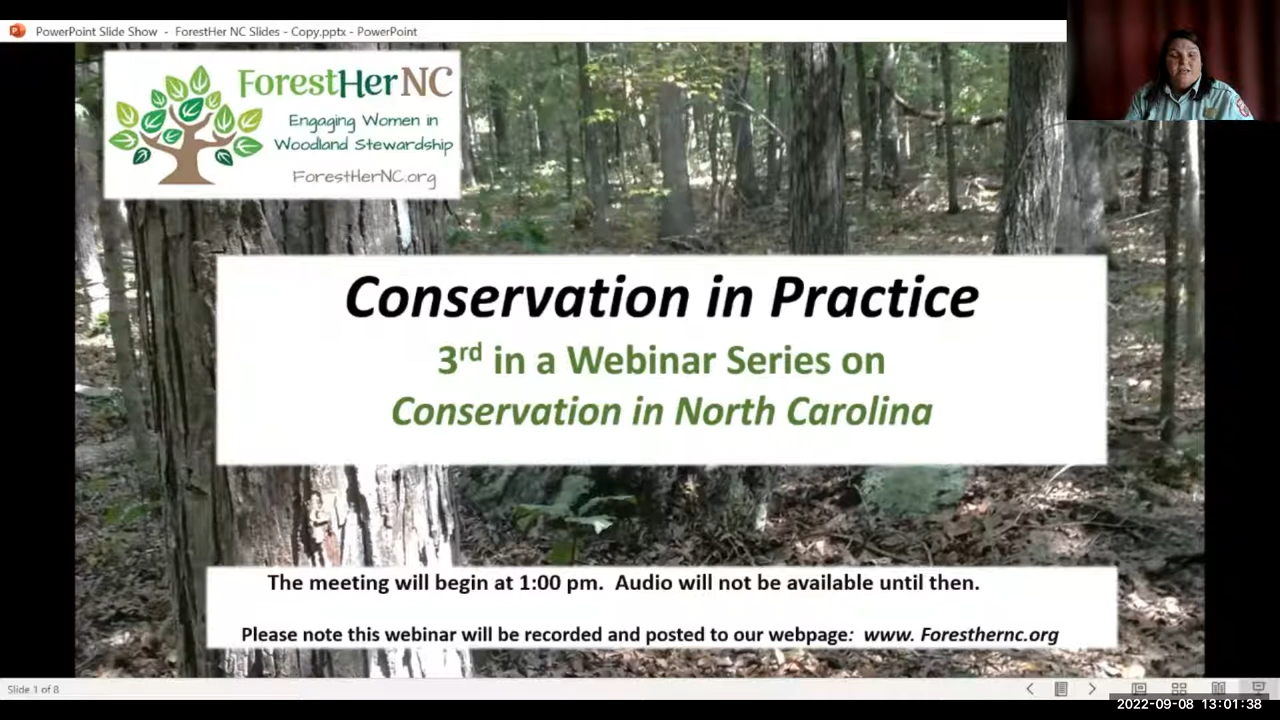 PowerPoint Slide Show - ForestHer NC Slides - Copy.pptx - PowerPoint
ForestHer NC
Engaging Women in
Woodland Stewardship
ForestHerNC.org
Conservation in Practice
3rd in a Webinar Series on
Conservation in North Carolina
The meeting will begin at 1:00 pm. Audio will not be available until then.
Please note this webinar will be recorded and posted to our webpage: www. Foresthernc.org
Slide 1 of 8
2022-09-08 13:01:38